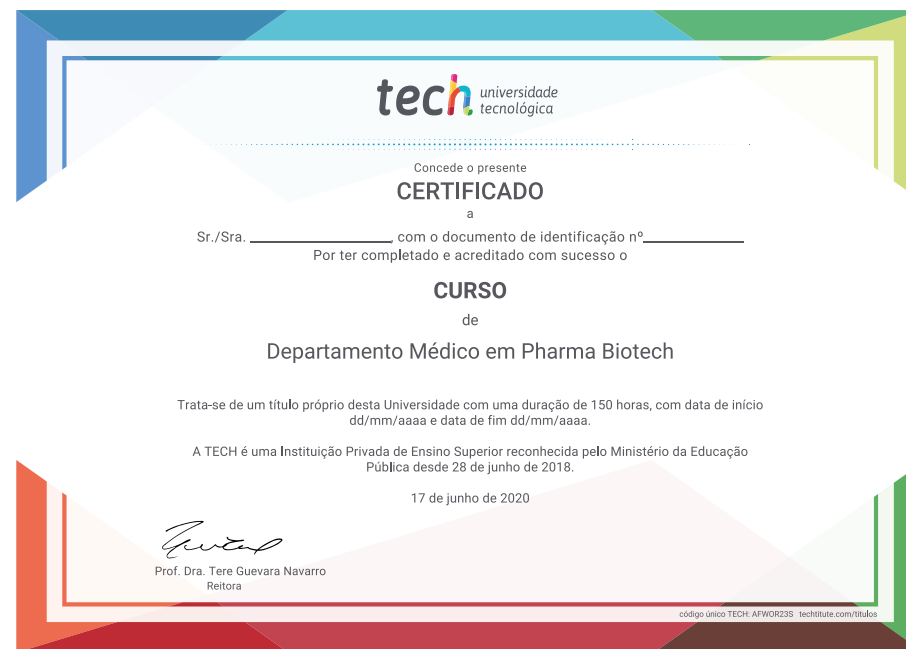 tech universidade
tecnológica
Concede o presente
CERTIFICADO
a
Sr./Sra. , com o documento de identificação nº
Por ter completado e acreditado com sucesso o
CURSO
de
Departamento Médico em Pharma Biotech
Trata-se de um título próprio desta Universidade com uma duração de 150 horas, com data de início
dd/mm/aaaa e data de fim dd/mm/aaaa.
A TECH é uma Instituição Privada de Ensino Superior reconhecida pelo Ministério da Educação
Pública desde 28 de junho de 2018.
17 de junho de 2020
Prof. Dra. Tere Guevara Navarro
Reitora
código único TECH: AFWOR23S techtitute.com/titulos